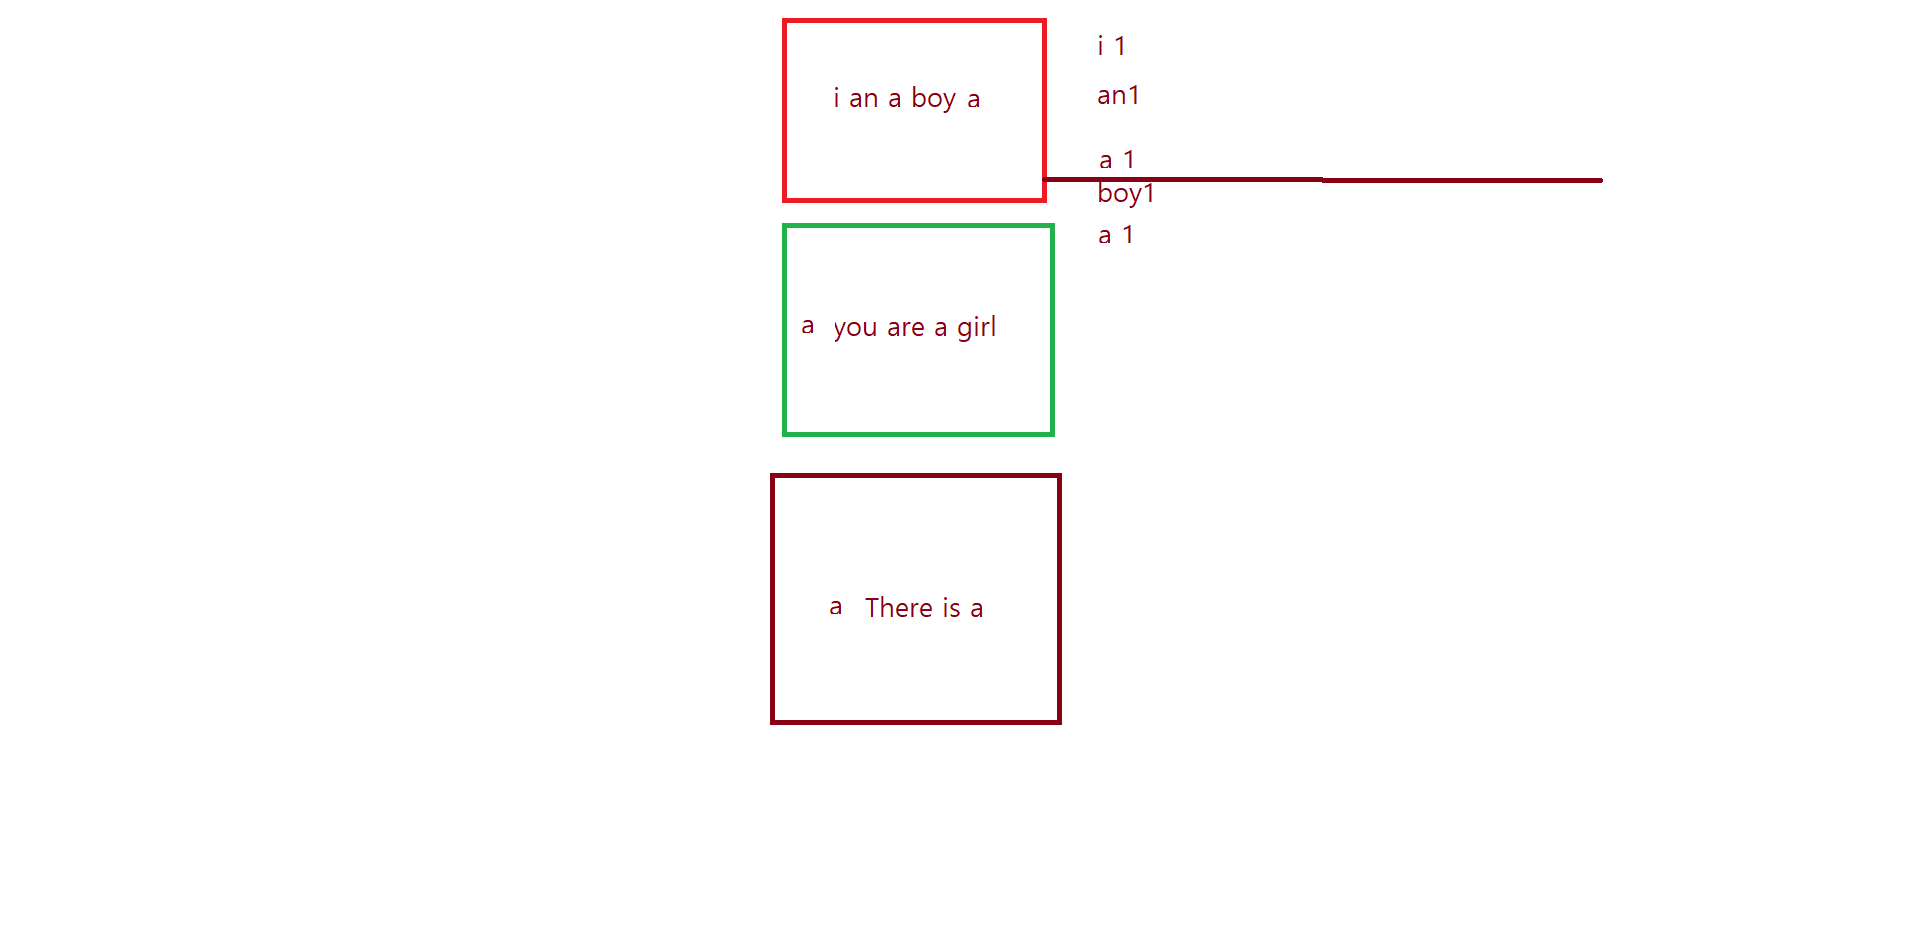 i an a boy a
i 1
an1
a 1
boy1
a 1
a you are a girl
a There is a